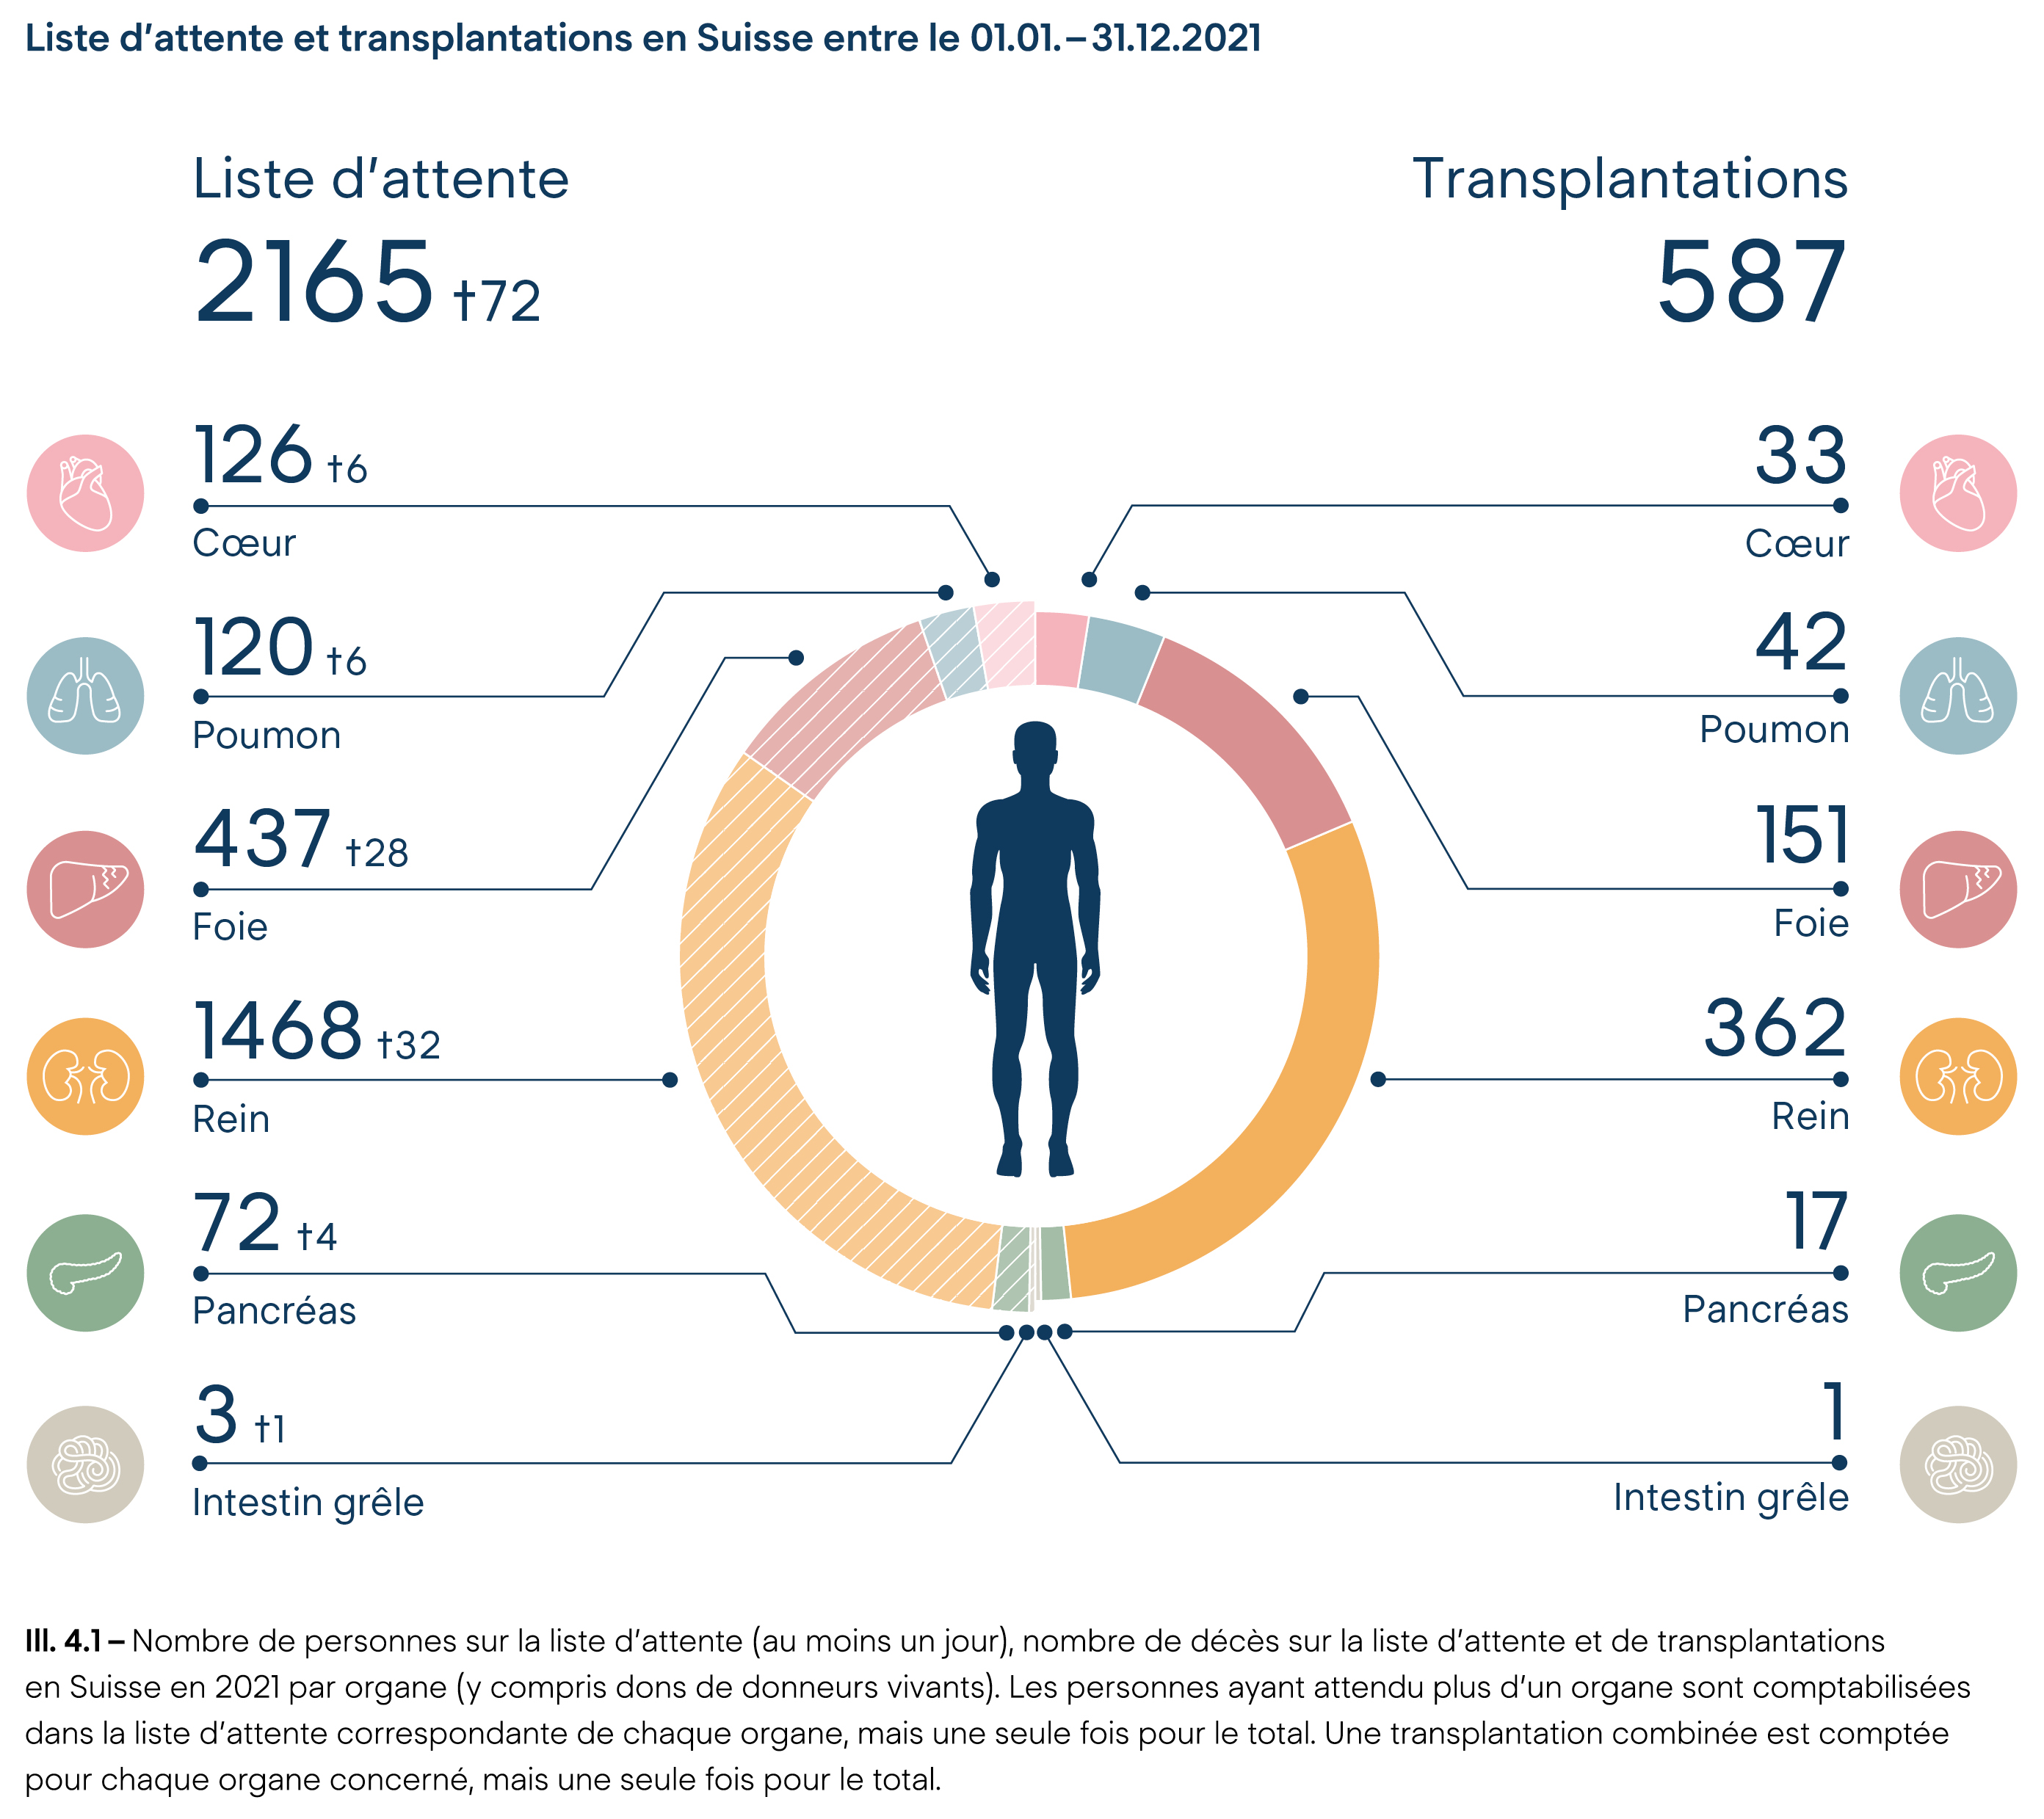 Liste d’attente et transplantations en Suisse entre le 01.01.–31.12.2021
Liste d’attente
2165 †72
Transplantations
587
126 †6
Cœur
120 †6
Poumon
437 †28
Foie
1468 †32
Rein
72 †4
Pancréas
3 †1
Intestin grêle
33
Cœur
42
Poumon
151
Foie
362
Rein
17
Pancréas
1
Intestin grêle
Ill. 4.1 – Nombre de personnes sur la liste d’attente (au moins un jour), nombre de décès sur la liste d’attente et de transplantations
en Suisse en 2021 par organe (y compris dons de donneurs vivants). Les personnes ayant attendu plus d’un organe sont comptabilisées
dans la liste d’attente correspondante de chaque organe, mais une seule fois pour le total. Une transplantation combinée est comptée
pour chaque organe concerné, mais une seule fois pour le total.